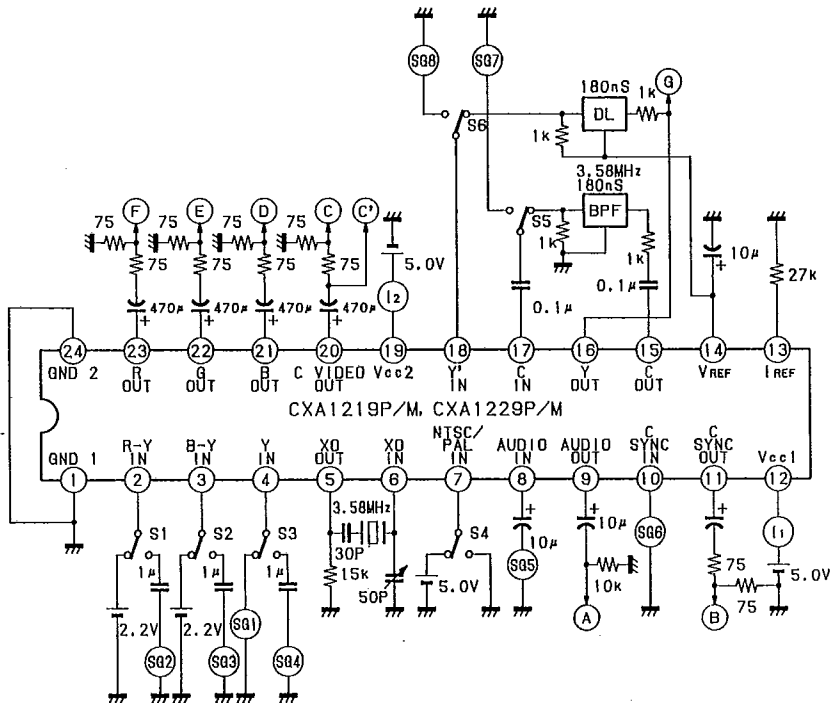 SG8
SG7
G
180nS
1k
DL
S6
1k
3.58MHz
180nS
F
E
D
C
C'
S5
BPF
75
75
75
75
5.0V
1k
1k
10μ
27k
75
75
75
75
I2
470μ
470μ
470μ
470μ
0.1μ
0.1μ
24
23
22
21
20
19
18
17
16
15
14
13
GND 2
R OUT
G OUT
B OUT
C VIDEO OUT
Vcc2
Y' IN
C IN
Y OUT
C OUT
VREF
IREF
CXA1219P/M, CXA1229P/M
GND 1
R-Y IN
B-Y IN
Y IN
XO OUT
XO IN
NTSC/PAL IN
AUDIO IN
AUDIO OUT
C SYNC IN
C SYNC OUT
Vcc1
1
2
3
4
5
6
7
8
9
10
11
12
S1
S2
S3
3.58MHz
S4
10μ
10μ
SG6
I1
1μ
1μ
1μ
30P
15k
50P
5.0V
SG5
10k
75
75
5.0V
2.2V
2.2V
SG1
A
B
SG2
SG3
SG4